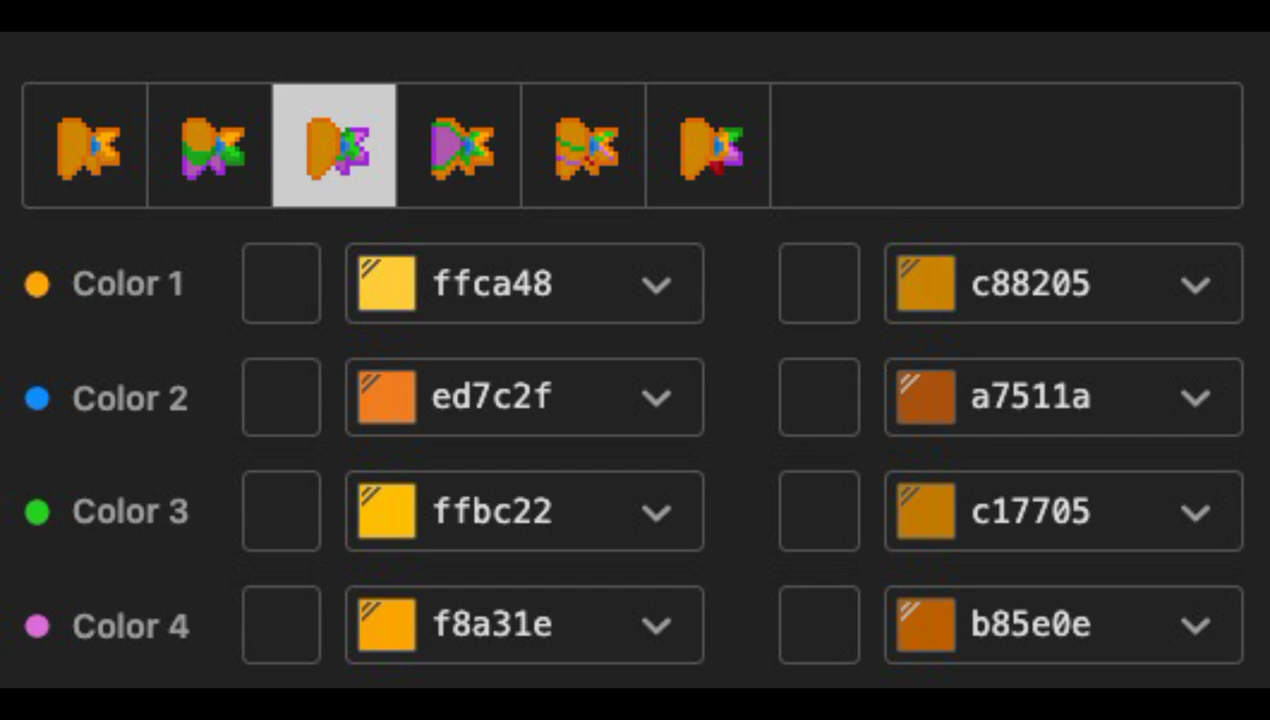 Color 1 ffca48 c88205
Color 2 ed7c2f a7511a
Color 3 ffbc22 c17705
Color 4 f8a31e b85e0e